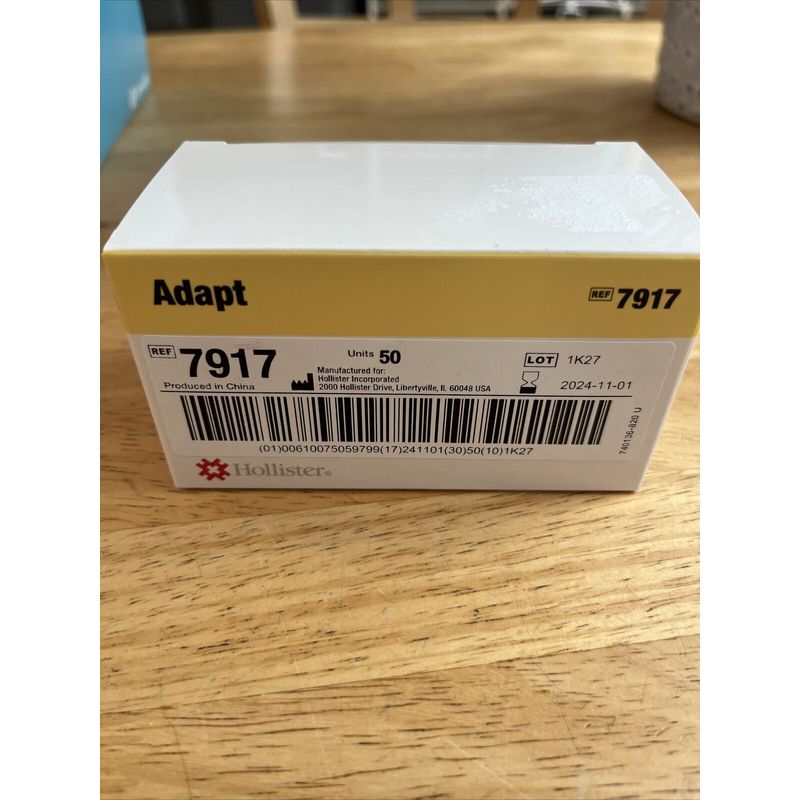 Adapt
REF 7917
REF 7917
Units 50
LOT 1K27
Produced in China
Manufactured for:
Hollister Incorporated
2000 Hollister Drive, Libertyville, IL 60048 USA
2024-11-01
(01)00610075059799(17)241101(30)50(10)1K27
740136-820 U
Hollister®